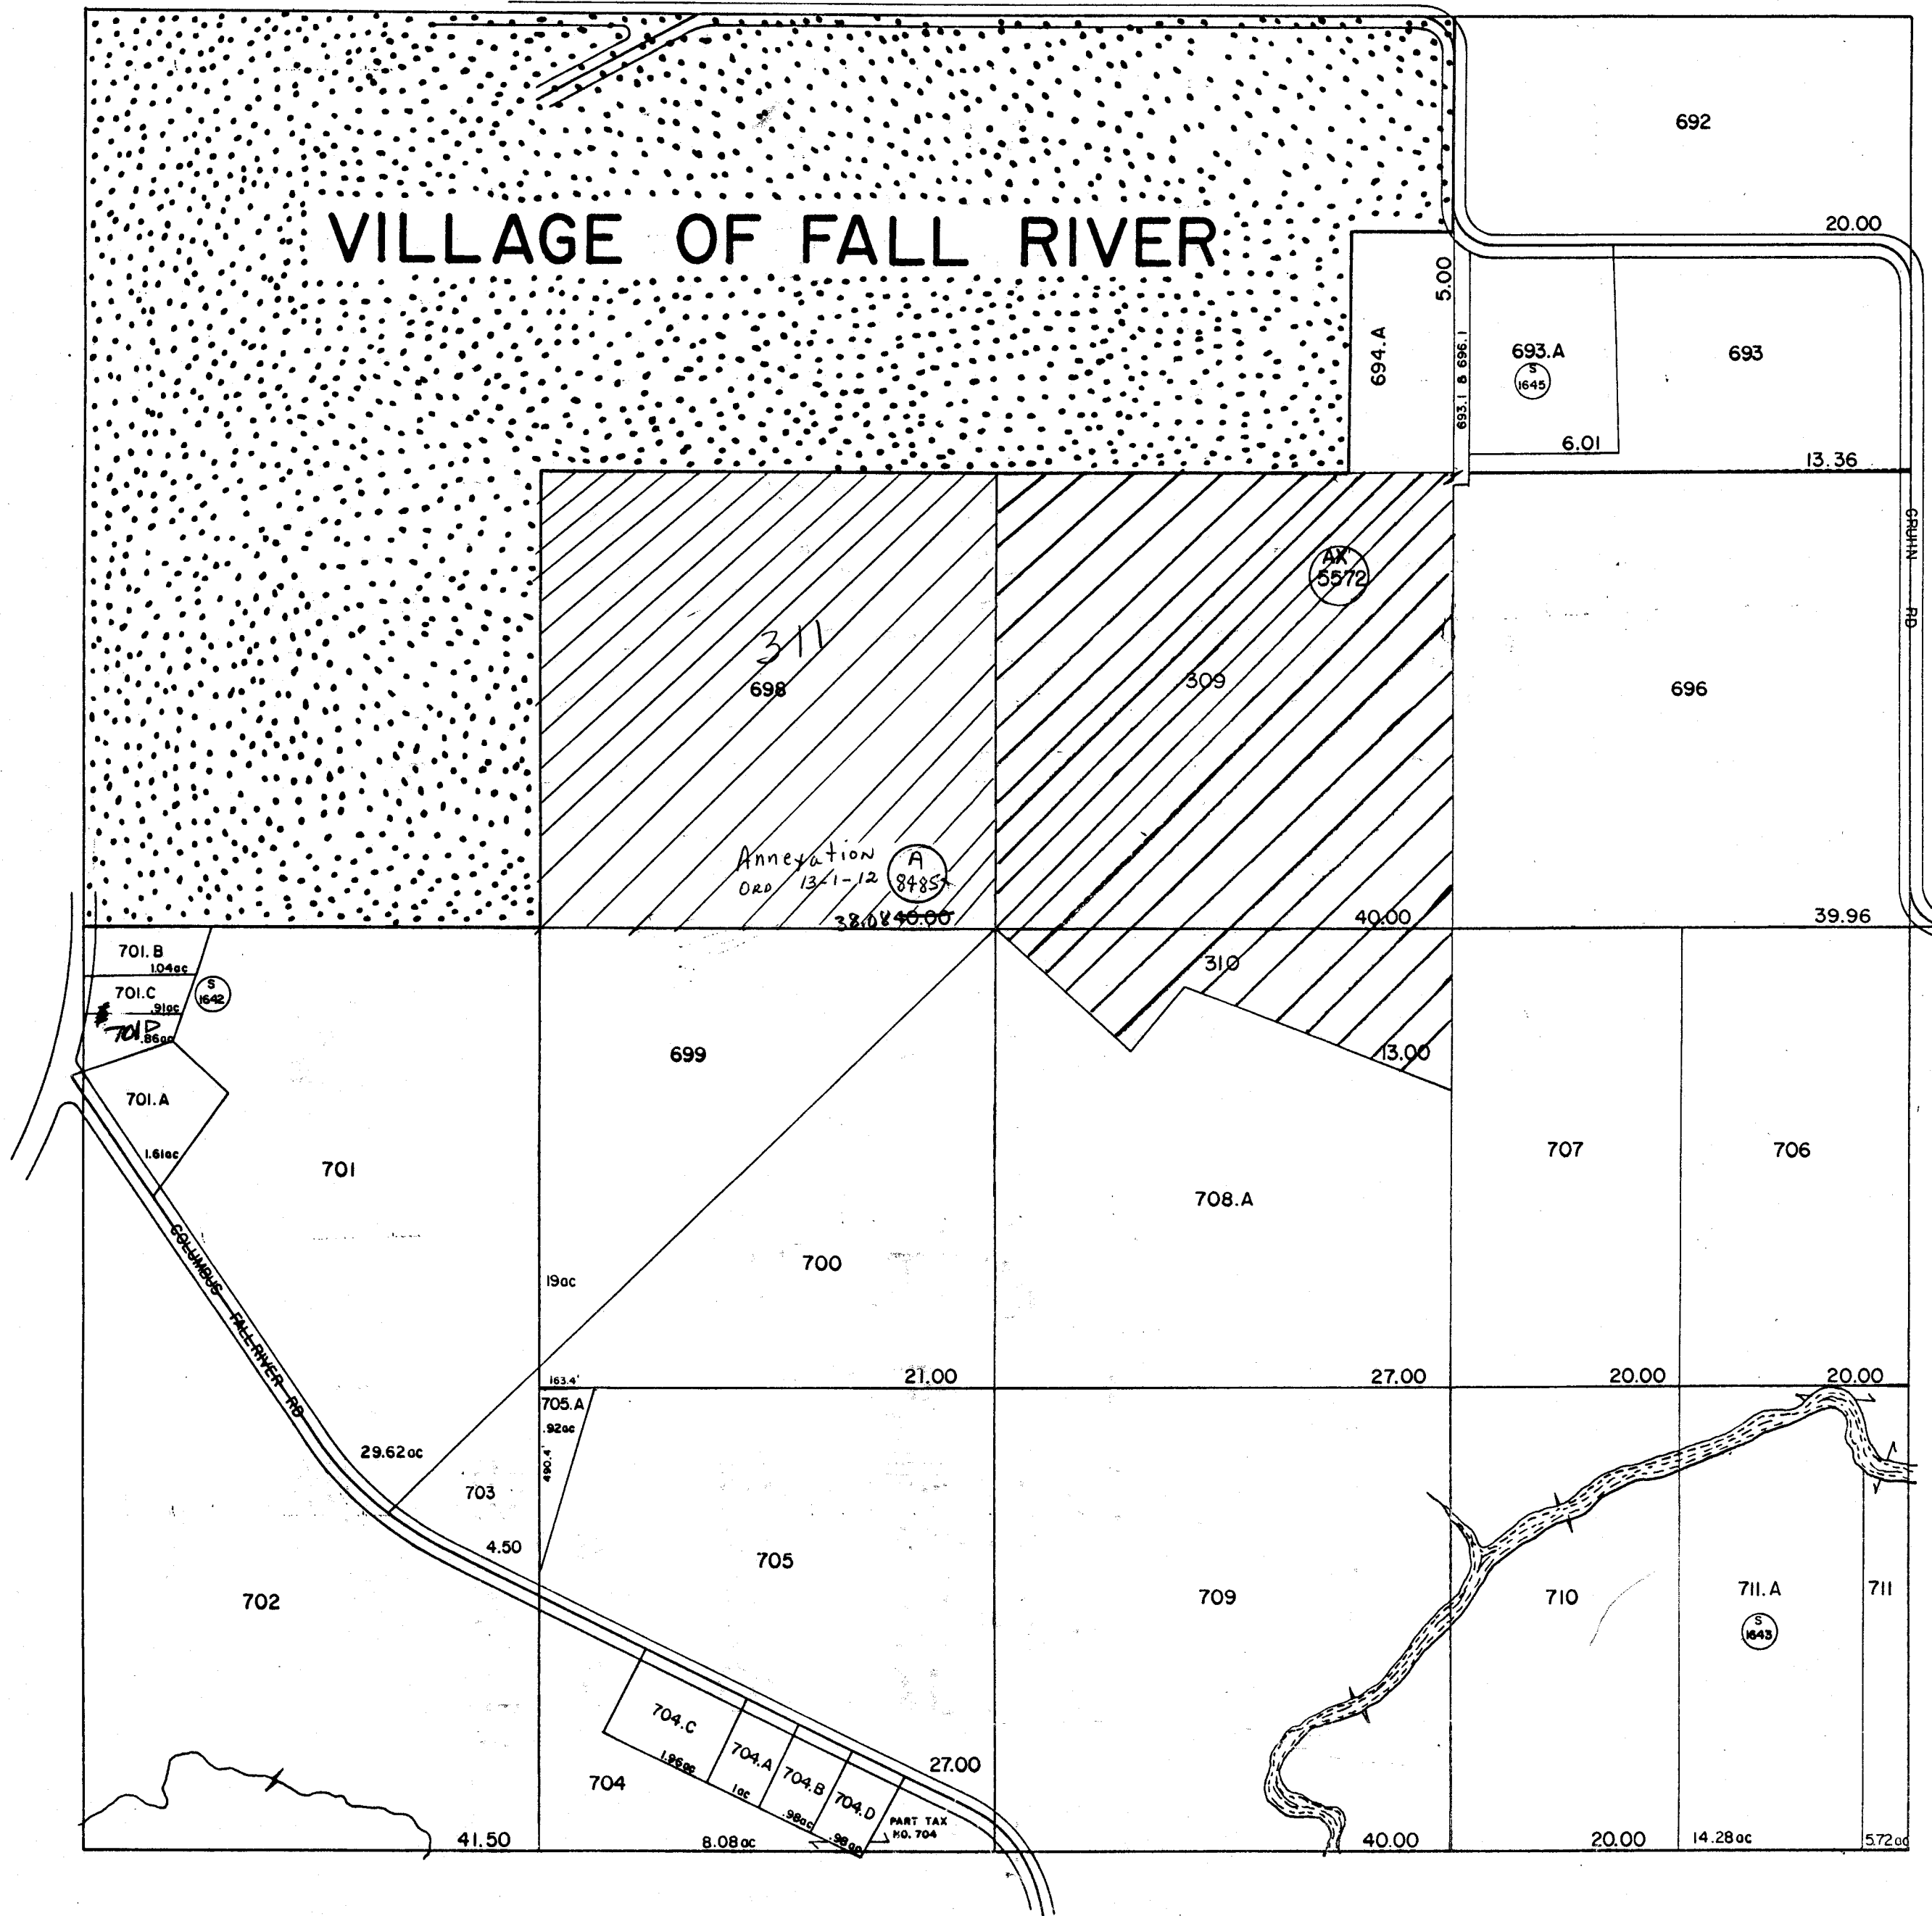 VILLAGE OF FALL RIVER
692
20.00
5.00
694.A
693.1 & 696.1
693.A
S
1645
693
6.01
13.36
GRUHN RD
AX
5572
311
698
309
696
Annexation
ORD 13-1-12
A
8485
38.08 40.00
40.00
39.96
701.B
1.04ac
701.C
.91ac
S
1642
701D
.86ac
310
13.00
699
701.A
1.61ac
701
707
706
708.A
COLUMBUS FALL RIVER RD
700
19ac
163.4'
21.00
27.00
20.00
20.00
705.A
.92ac
490.4'
29.62ac
703
4.50
705
702
709
710
711.A
S
1643
711
704.C
1.96ac
704.A
1ac
704.B
.98ac
704.D
.98ac
27.00
704
PART TAX
NO. 704
41.50
8.08ac
40.00
20.00
14.28ac
5.72ac